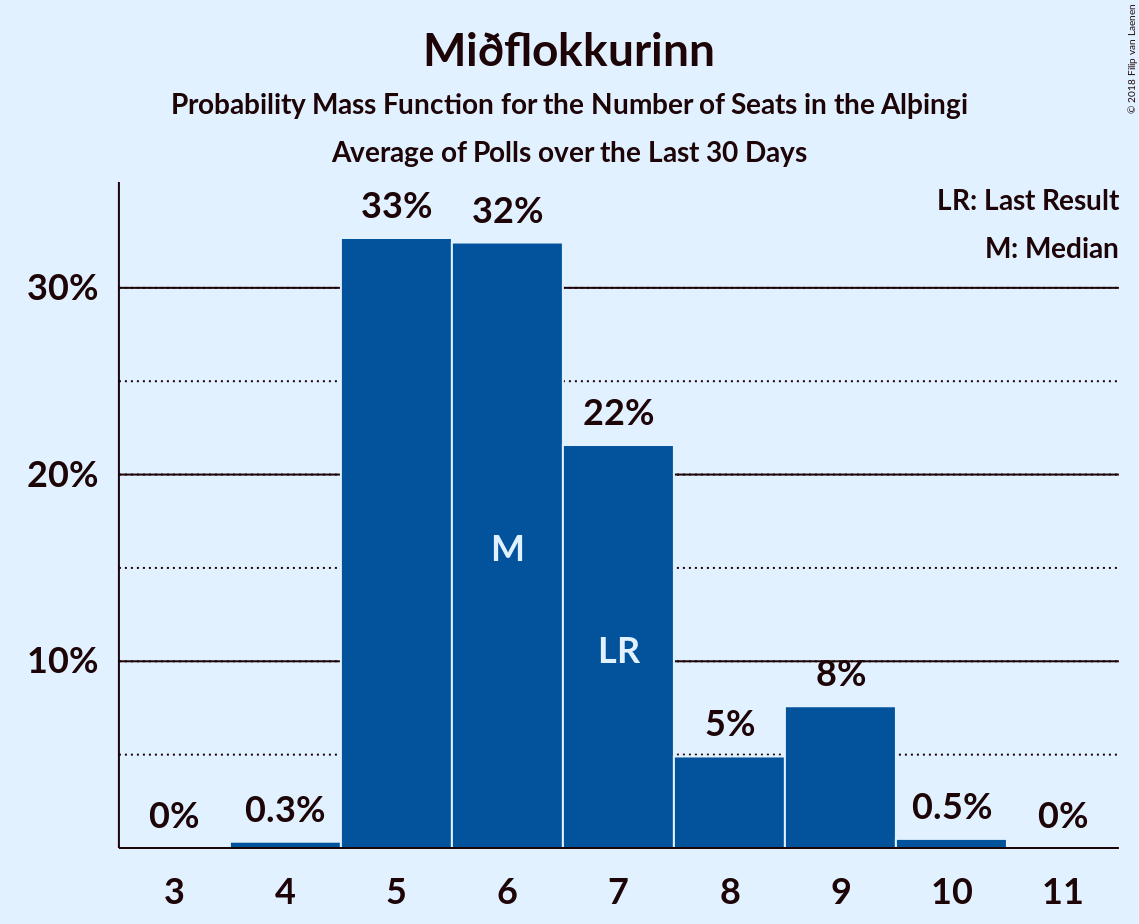 Miðflokkurinn
Probability Mass Function for the Number of Seats in the Alþingi
Average of Polls over the Last 30 Days
© 2018 Filip van Laenen
LR: Last Result
M: Median
33%
32%
30%
22%
20%
M
LR
10%
8%
5%
0%
0.3%
0.5%
0%
3 4 5 6 7 8 9 10 11